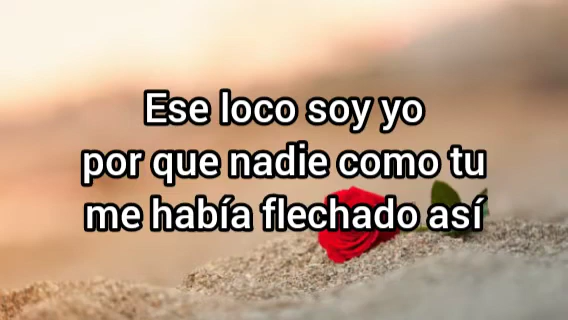 Ese loco soy yo
por que nadie como tu
me había flechado así